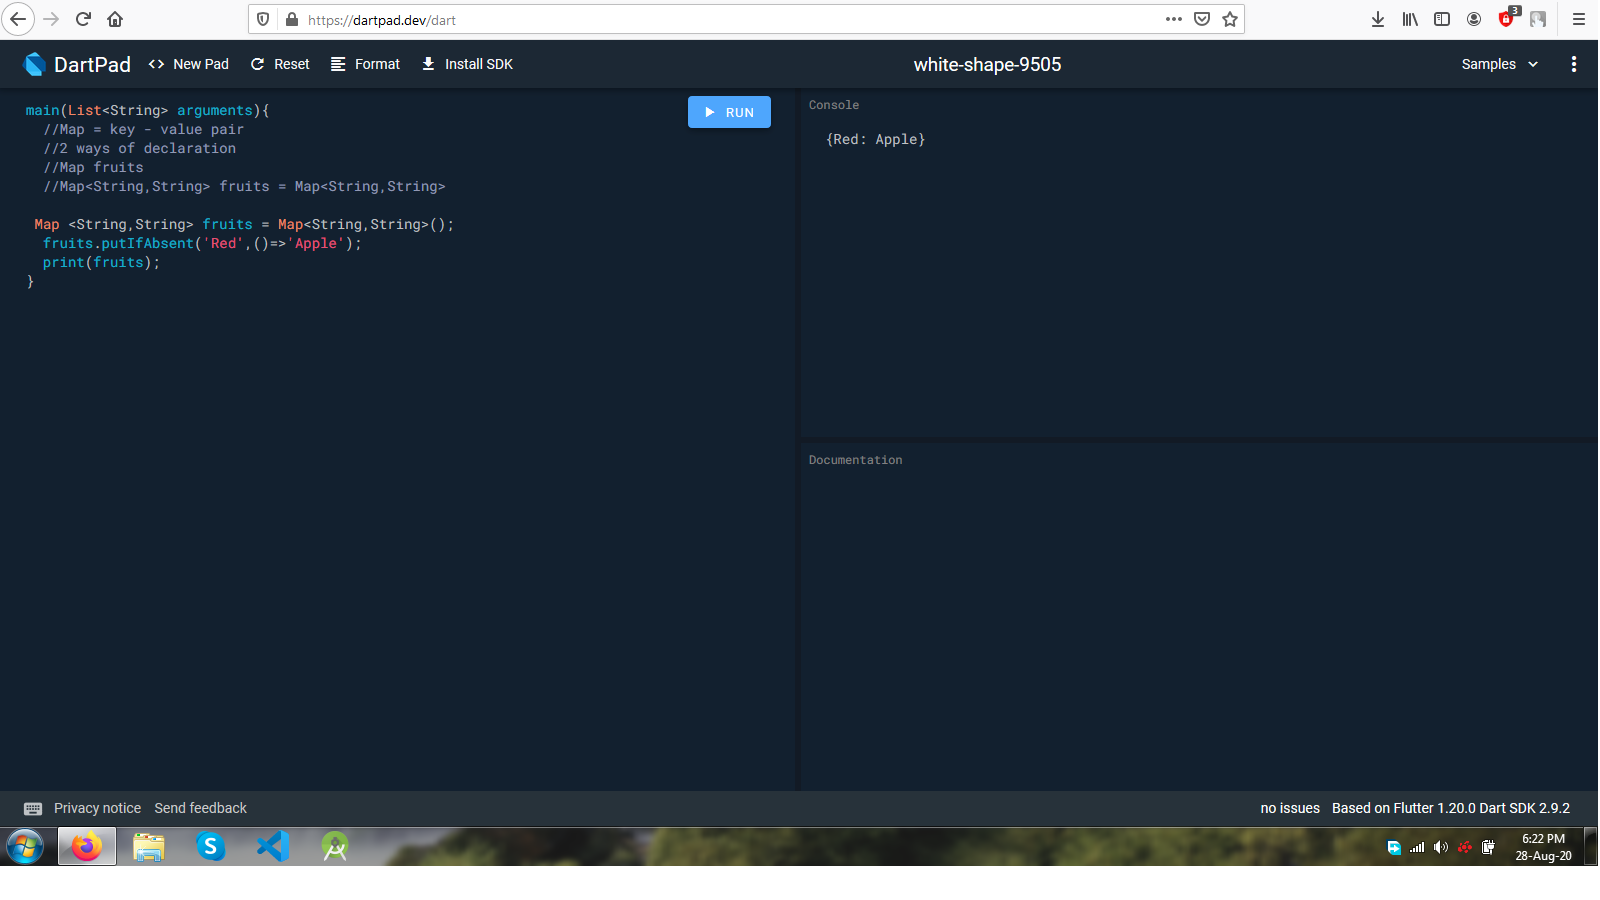 https://dartpad.dev/dart
3
DartPad
<> New Pad
Reset
Format
Install SDK
white-shape-9505
Samples
main(List<String> arguments){
//Map = key - value pair
//2 ways of declaration
//Map fruits
//Map<String,String> fruits = Map<String,String>
Map <String,String> fruits = Map<String,String>();
fruits.putIfAbsent('Red',()=>'Apple');
print(fruits);
}
RUN
Console
{Red: Apple}
Documentation
Privacy notice
Send feedback
no issues
Based on Flutter 1.20.0 Dart SDK 2.9.2
S
6:22 PM
28-Aug-20